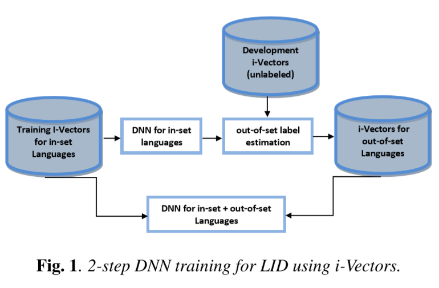 Development
i-Vectors
(unlabeled)
Training I-Vectors
for in-set
Languages
DNN for in-set
languages
out-of-set label
estimation
i-Vectors for
out-of-set
Languages
DNN for in-set + out-of-set
Languages
Fig. 1. 2-step DNN training for LID using i-Vectors.